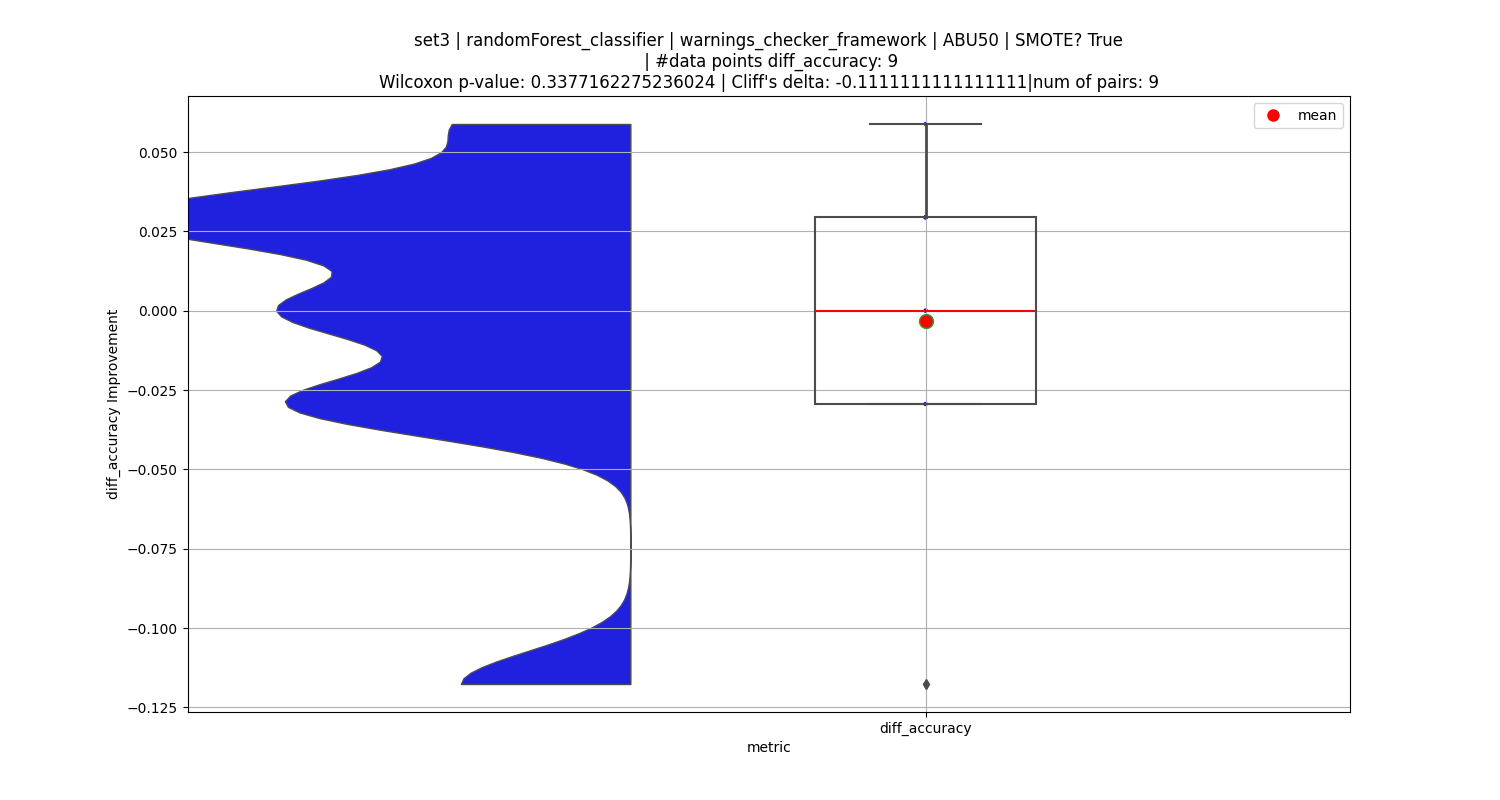 set3 | randomForest_classifier | warnings_checker_framework | ABU50 | SMOTE? True
| #data points diff_accuracy: 9
Wilcoxon p-value: 0.3377162275236024 | Cliff's delta: -0.1111111111111111|num of pairs: 9
mean
0.050
0.025
0.000
−0.025
−0.050
−0.075
−0.100
−0.125
diff_accuracy Improvement
diff_accuracy
metric